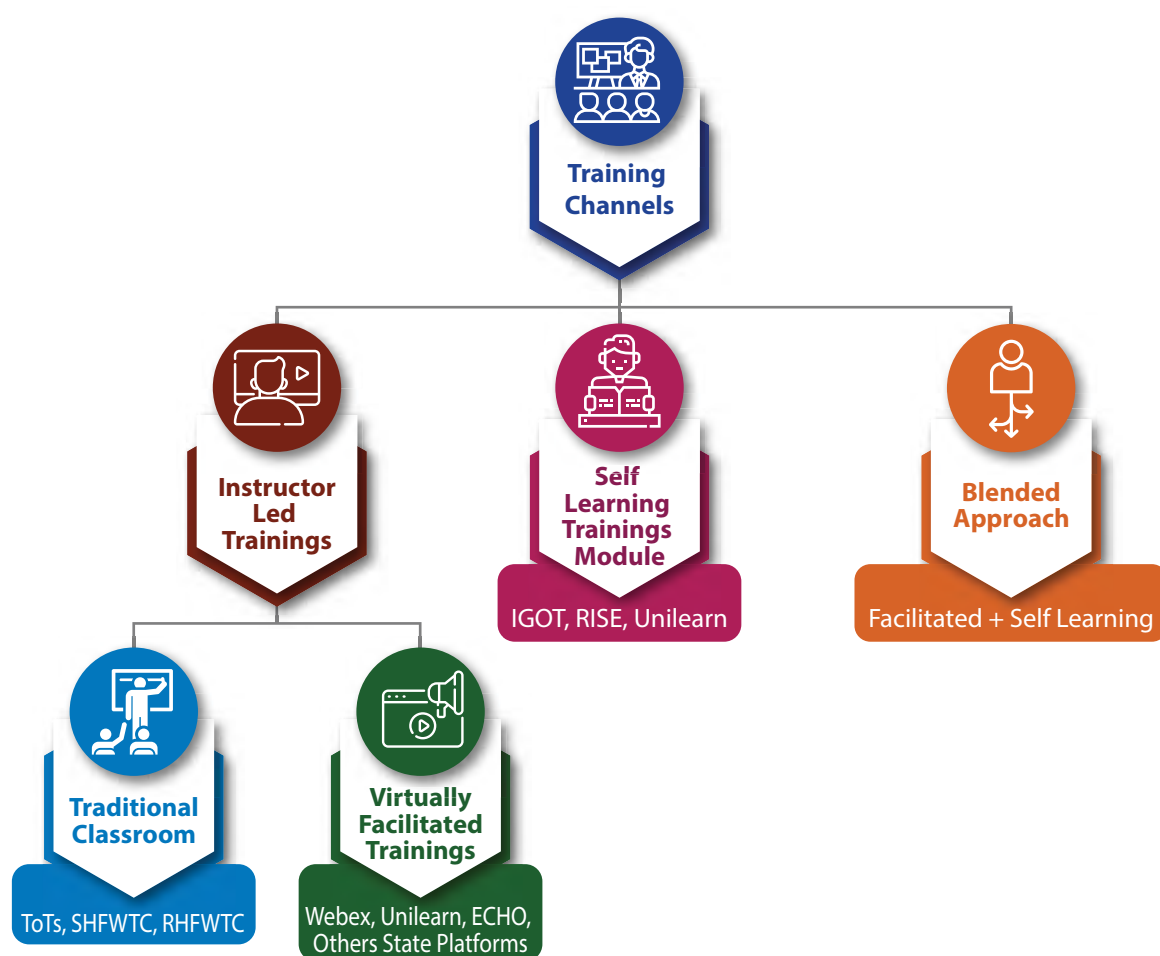 Training
Channels
Instructor
Led
Trainings
Self
Learning
Trainings
Module
IGOT, RISE, Unilearn
Blended
Approach
Facilitated + Self Learning
Traditional
Classroom
ToTs, SHFWTC, RHFWTC
Virtually
Facilitated
Trainings
Webex, Unilearn, ECHO,
Others State Platforms